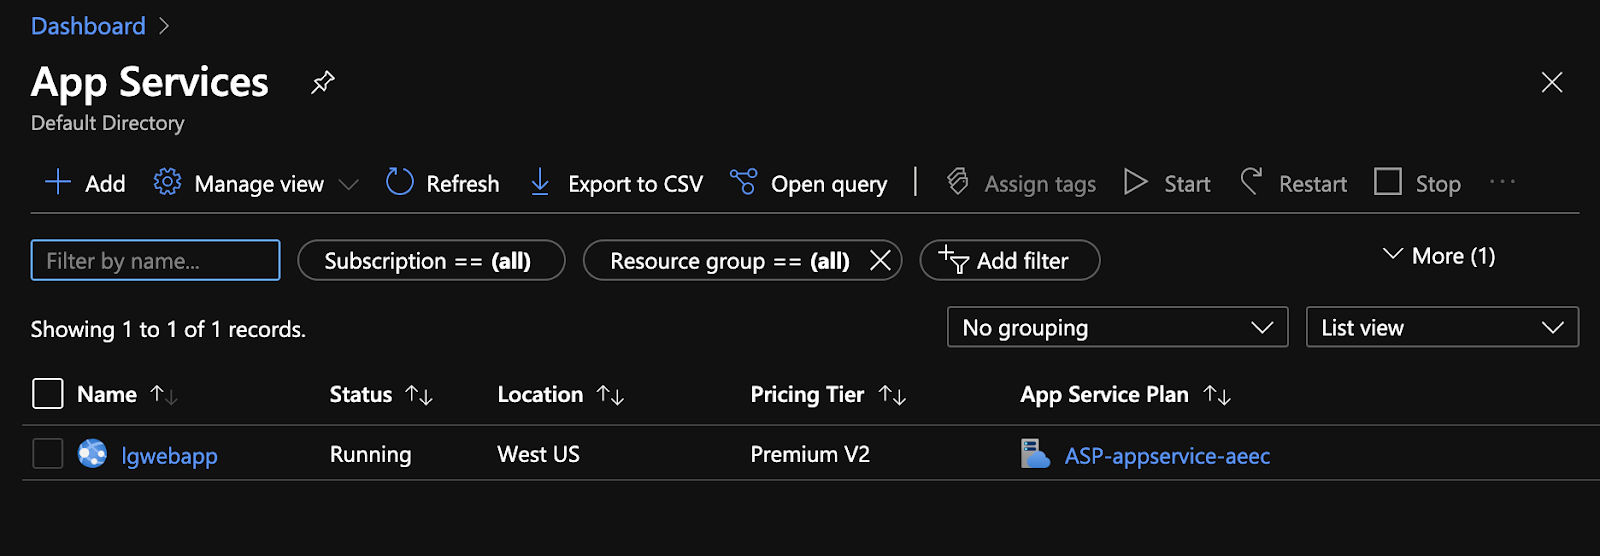 Dashboard
App Services
Default Directory
Add Manage view Refresh Export to CSV Open query Assign tags Start Restart Stop ...
Filter by name... Subscription == (all) Resource group == (all) Add filter More (1)
Showing 1 to 1 of 1 records. No grouping List view
Name Status Location Pricing Tier App Service Plan
lgwebapp Running West US Premium V2 ASP-appservice-aeec